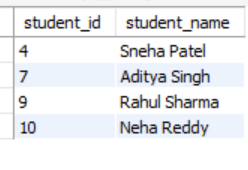 student_id student_name
4 Sneha Patel
7 Aditya Singh
9 Rahul Sharma
10 Neha Reddy